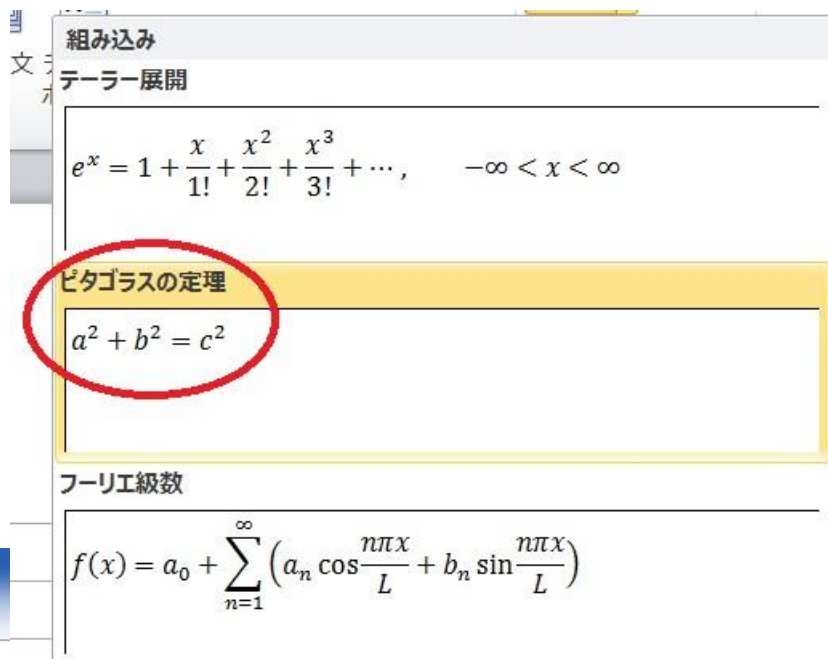 組み込み
文
テーラー展開
e^x = 1 + x/1! + x^2/2! + x^3/3! + ⋯ , −∞ < x < ∞
ピタゴラスの定理
a^2 + b^2 = c^2
フーリエ級数
f(x) = a_0 + ∑_{n=1}^{∞} (a_n cos nπx/L + b_n sin nπx/L)